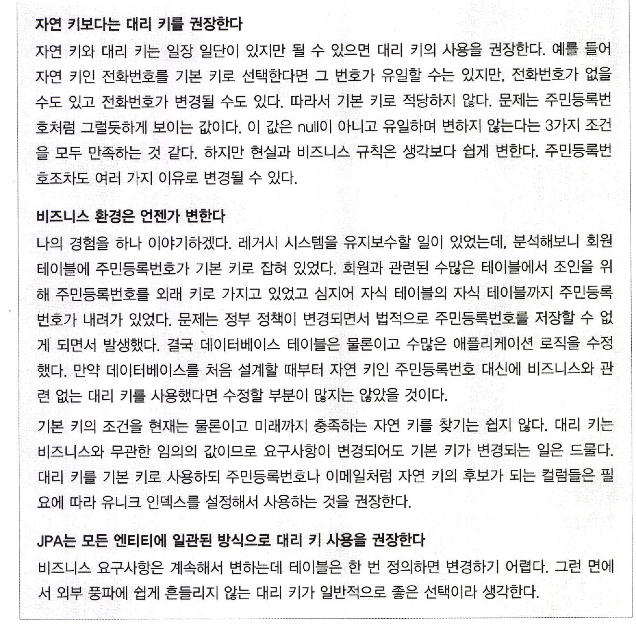 자연 키보다는 대리 키를 권장한다
자연 키와 대리 키는 일장 일단이 있지만 될 수 있으면 대리 키의 사용을 권장한다. 예를 들어
자연 키인 전화번호를 기본 키로 선택한다면 그 번호가 유일할 수는 있지만, 전화번호가 없을
수도 있고 전화번호가 변경될 수도 있다. 따라서 기본 키로 적당하지 않다. 문제는 주민등록번
호처럼 그럴듯하게 보이는 값이다. 이 값은 null이 아니고 유일하며 변하지 않는다는 3가지 조건
을 모두 만족하는 것 같다. 하지만 현실과 비즈니스 규칙은 생각보다 쉽게 변한다. 주민등록번
호조차도 여러 가지 이유로 변경될 수 있다.
비즈니스 환경은 언젠가 변한다
나의 경험을 하나 이야기하겠다. 레거시 시스템을 유지보수할 일이 있었는데, 분석해보니 회원
테이블에 주민등록번호가 기본 키로 잡혀 있었다. 회원과 관련된 수많은 테이블에서 조인을 위
해 주민등록번호를 외래 키로 가지고 있었고 심지어 자식 테이블의 자식 테이블까지 주민등록
번호가 내려가 있었다. 문제는 정부 정책이 변경되면서 법적으로 주민등록번호를 저장할 수 없
게 되면서 발생했다. 결국 데이터베이스 테이블은 물론이고 수많은 애플리케이션 로직을 수정
했다. 만약 데이터베이스를 처음 설계할 때부터 자연 키인 주민등록번호 대신에 비즈니스와 관
련 없는 대리 키를 사용했다면 수정할 부분이 많지는 않았을 것이다.
기본 키의 조건을 현재는 물론이고 미래까지 충족하는 자연 키를 찾기는 쉽지 않다. 대리 키는
비즈니스와 무관한 임의의 값이므로 요구사항이 변경되어도 기본 키가 변경되는 일은 드물다.
대리 키를 기본 키로 사용하되 주민등록번호나 이메일처럼 자연 키의 후보가 되는 컬럼들은 필
요에 따라 유니크 인덱스를 설정해서 사용하는 것을 권장한다.
JPA는 모든 엔티티에 일관된 방식으로 대리 키 사용을 권장한다
비즈니스 요구사항은 계속해서 변하는데 테이블은 한 번 정의하면 변경하기 어렵다. 그런 면에
서 외부 풍파에 쉽게 흔들리지 않는 대리 키가 일반적으로 좋은 선택이라 생각한다.